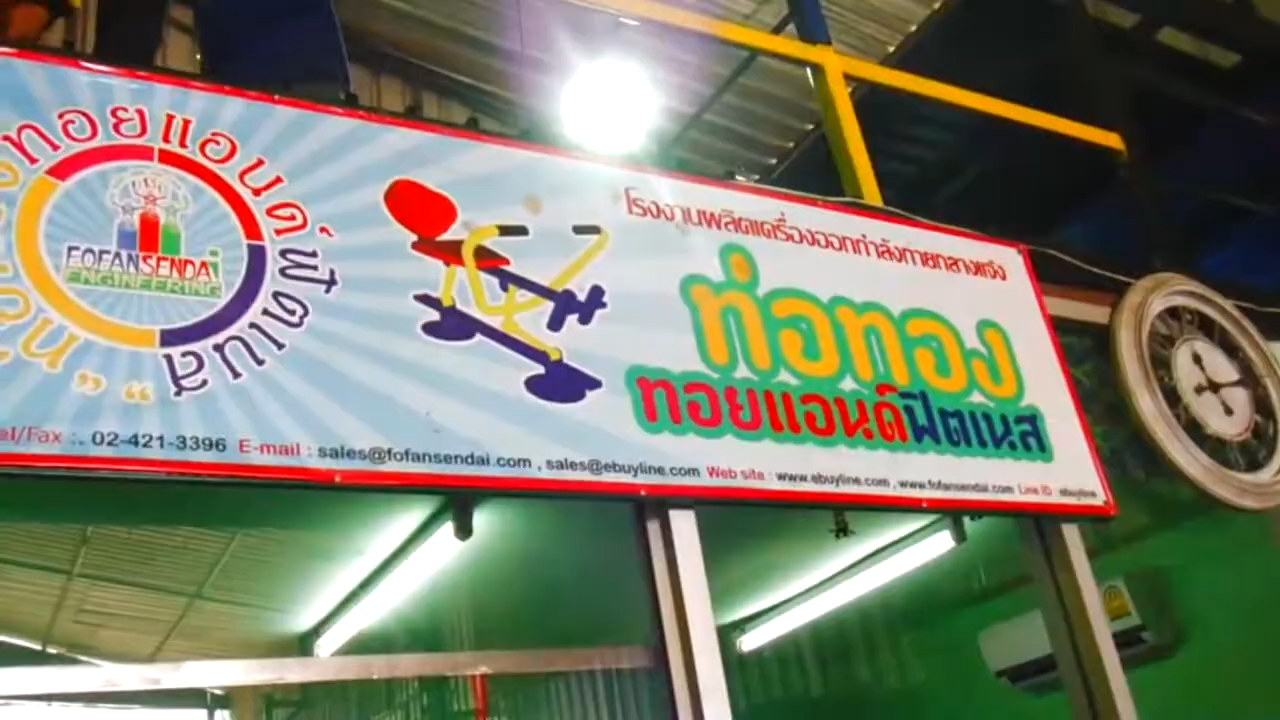 ทอยแอนด์ฟิตเนส
FOFANSENDAi
ENGINEERING
โรงงานผลิตเครื่องออกกำลังกายกลางแจ้ง
ท่อทอง
ทอยแอนด์ฟิตเนส
el/Fax :. 02-421-3396 E-mail : sales@fofansendai.com , sales@ebuyline.com Web site : www.ebuyline.com , www.fofansendai.com Line ID : ebuyline